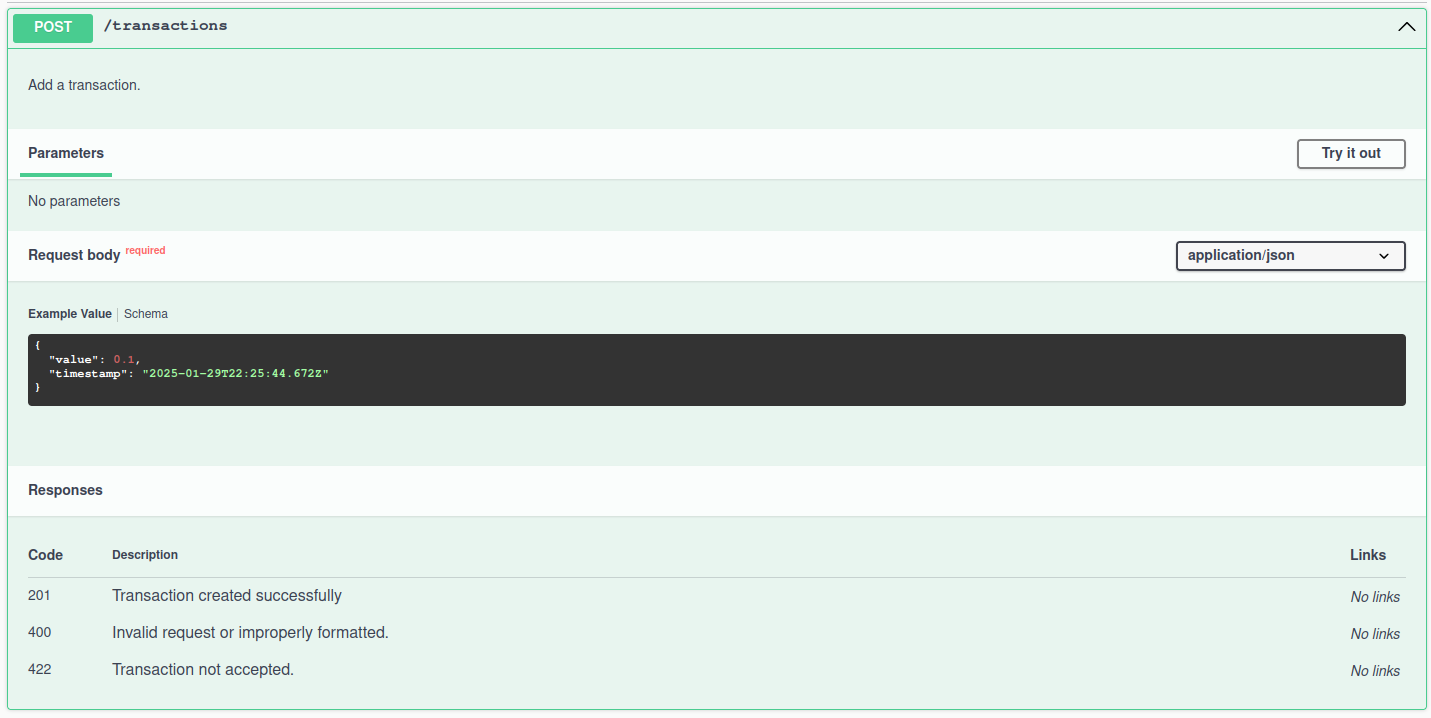 POST /transactions
Add a transaction.
Parameters
Try it out
No parameters
Request body required
application/json
Example Value | Schema
{
  "value": 0.1,
  "timestamp": "2025-01-29T22:25:44.672Z"
}
Responses
Code Description Links
201 Transaction created successfully No links
400 Invalid request or improperly formatted. No links
422 Transaction not accepted. No links